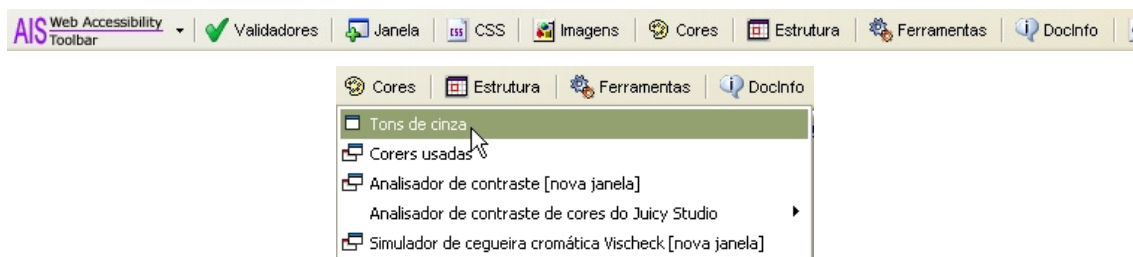 AIS Web Accessibility Toolbar Validadores Janela CSS Imagens Cores Estrutura Ferramentas DocInfo
Cores Estrutura Ferramentas DocInfo
Tons de cinza
Corers usadas
Analisador de contraste [nova janela]
Analisador de contraste de cores do Juicy Studio
Simulador de cegueira cromática Vischeck [nova janela]